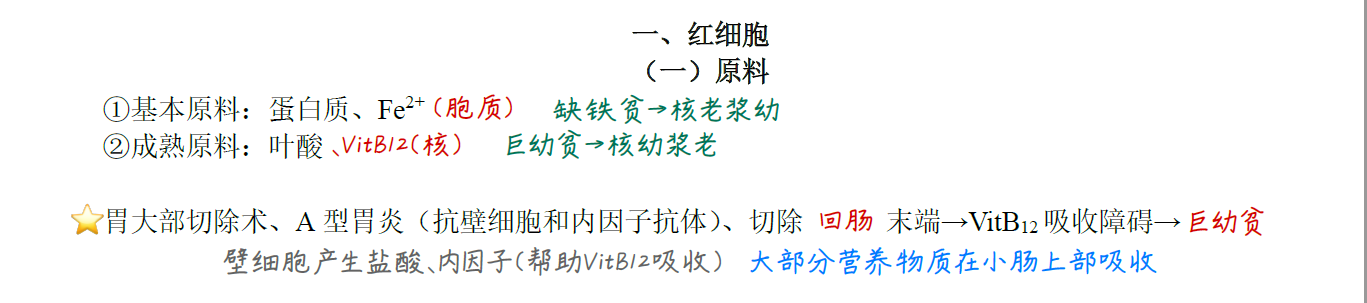 一、红细胞
（一）原料
①基本原料：蛋白质、Fe2+（胞质） 缺铁贫→核老浆幼
②成熟原料：叶酸、VitB12(核） 巨幼贫→核幼浆老
⭐胃大部切除术、A 型胃炎（抗壁细胞和内因子抗体）、切除 回肠 末端→VitB12 吸收障碍→巨幼贫
壁细胞产生盐酸、内因子(帮助VitB12吸收） 大部分营养物质在小肠上部吸收